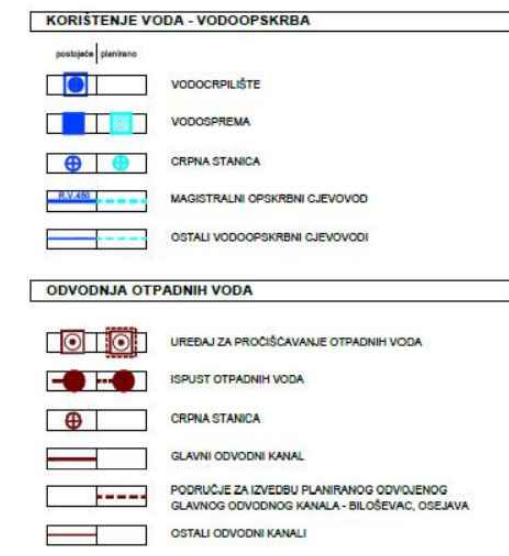 KORIŠTENJE VODA - VODOOPSKRBA
postojeće planirano
VODOCRPILIŠTE
VODOSPREMA
CRPNA STANICA
R.V.450
MAGISTRALNI OPSKRBNI CJEVOVOD
OSTALI VODOOPSKRBNI CJEVOVODI
ODVODNJA OTPADNIH VODA
UREĐAJ ZA PROČIŠĆAVANJE OTPADNIH VODA
ISPUST OTPADNIH VODA
CRPNA STANICA
GLAVNI ODVODNI KANAL
PODRUČJE ZA IZVEDBU PLANIRANOG ODVOJENOG
GLAVNOG ODVODNOG KANALA - BILOŠEVAC, OSEJAVA
OSTALI ODVODNI KANALI